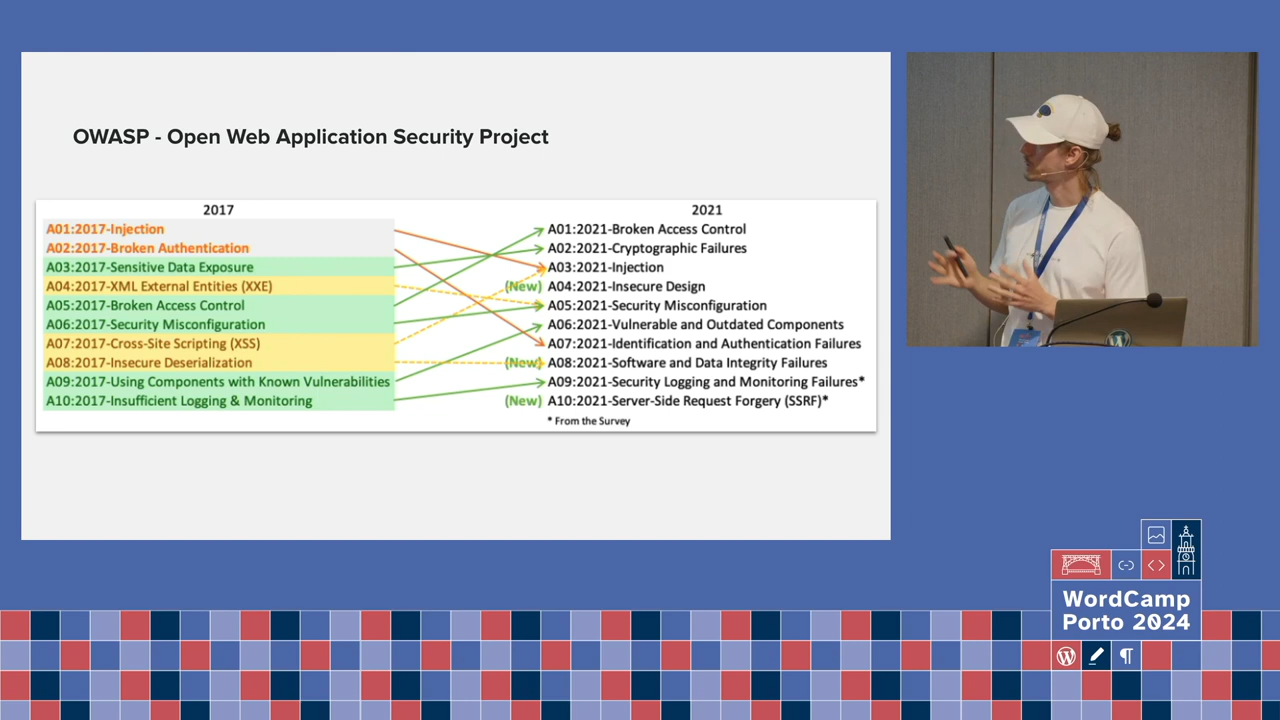 OWASP - Open Web Application Security Project
2017
A01:2017-Injection
A02:2017-Broken Authentication
A03:2017-Sensitive Data Exposure
A04:2017-XML External Entities (XXE)
A05:2017-Broken Access Control
A06:2017-Security Misconfiguration
A07:2017-Cross-Site Scripting (XSS)
A08:2017-Insecure Deserialization
A09:2017-Using Components with Known Vulnerabilities
A10:2017-Insufficient Logging & Monitoring
2021
A01:2021-Broken Access Control
A02:2021-Cryptographic Failures
A03:2021-Injection
(New) A04:2021-Insecure Design
A05:2021-Security Misconfiguration
A06:2021-Vulnerable and Outdated Components
A07:2021-Identification and Authentication Failures
(New) A08:2021-Software and Data Integrity Failures
A09:2021-Security Logging and Monitoring Failures*
(New) A10:2021-Server-Side Request Forgery (SSRF)*
* From the Survey
WordCamp
Porto 2024